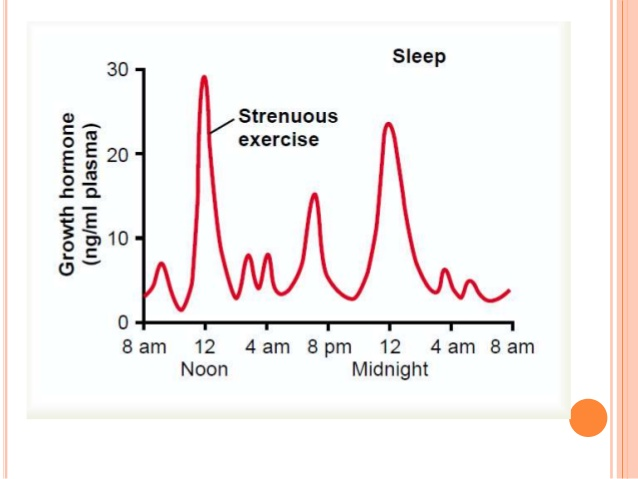 Sleep
30
Strenuous
exercise
20
10
0
Growth hormone
(ng/ml plasma)
8 am 12 4 am 8 pm 12 4 am 8 am
Noon Midnight